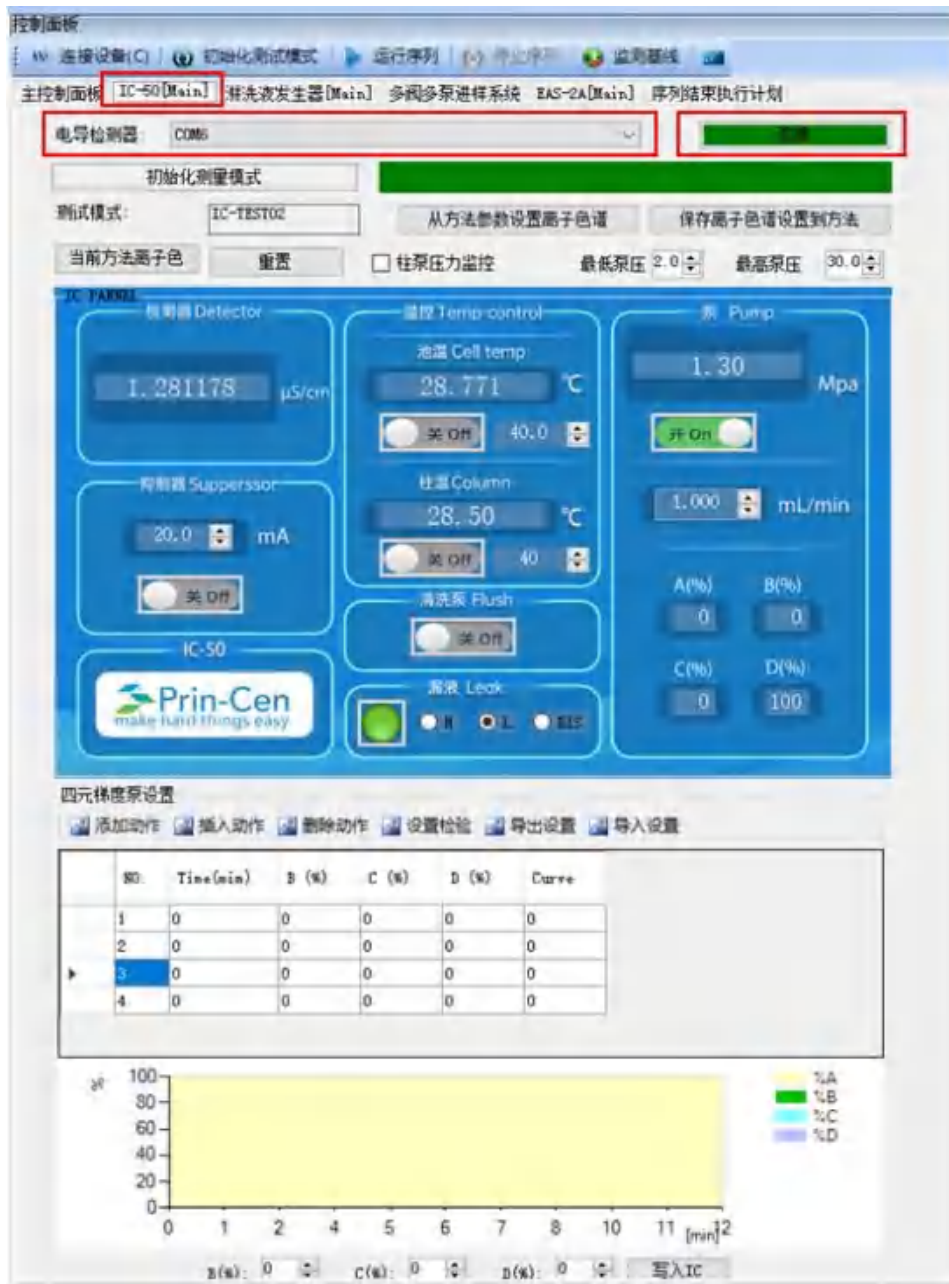 控制面板
连接设备(C) 初始化测试模式 运行序列 停止序列 监测基线
主控制面板 IC-50[Main] 淋洗液发生器[Main] 多阀多泵进样系统 EAS-2A[Main] 序列结束执行计划
电导检测器: COM6
初始化测量模式
测试模式: IC-TEST02 从方法参数设置离子色谱 保存离子色谱设置到方法
当前方法离子色 重置 柱泵压力监控 最低泵压 2.0 最高泵压 30.0
IC PARNEL
检测器 Detector 温控 Temp control 泵 Pump
池温 Cell temp
1.281178 μS/cm 28.771 ℃ 1.30 Mpa
关 Off 40.0 开 On
抑制器 Superssor 柱温 Column
20.0 mA 28.50 ℃ 1.000 mL/min
关 Off 40
关 Off 清洗泵 Flush A(%) B(%)
0 0
IC-50 关 Off
C(%) D(%)
Prin-Cen 漏液 Leak 0 100
make hard things easy H L DIS
四元梯度泵设置
添加动作 插入动作 删除动作 设置检验 导出设置 导入设置
NO. Time(min) B (%) C (%) D (%) Curve
1 0 0 0 0 0
2 0 0 0 0 0
3 0 0 0 0 0
4 0 0 0 0 0
% 100 %A
80 %B
60 %C
40 %D
20
0
0 1 2 4 5 6 7 8 10 11 [min] 12
B(%): 0 C(%): 0 D(%): 0 写入IC